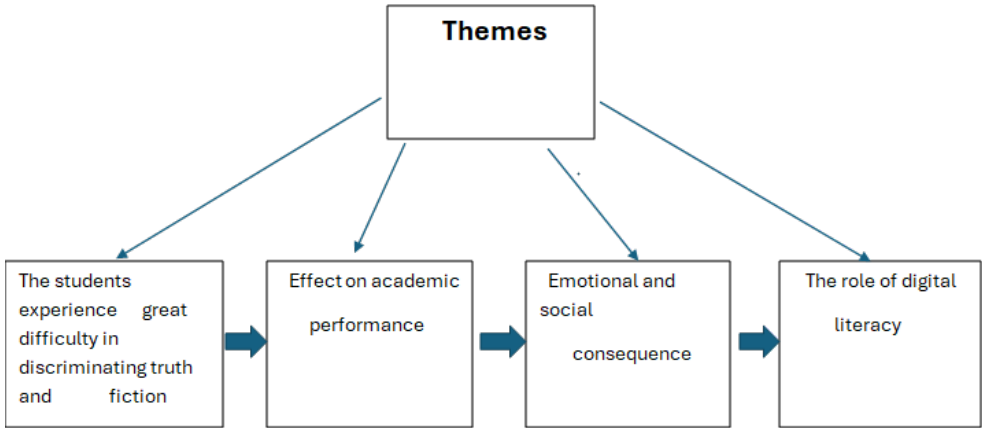 Themes
The students
experience great
difficulty in
discriminating truth
and fiction
Effect on academic
performance
Emotional and
social
consequence
The role of digital
literacy